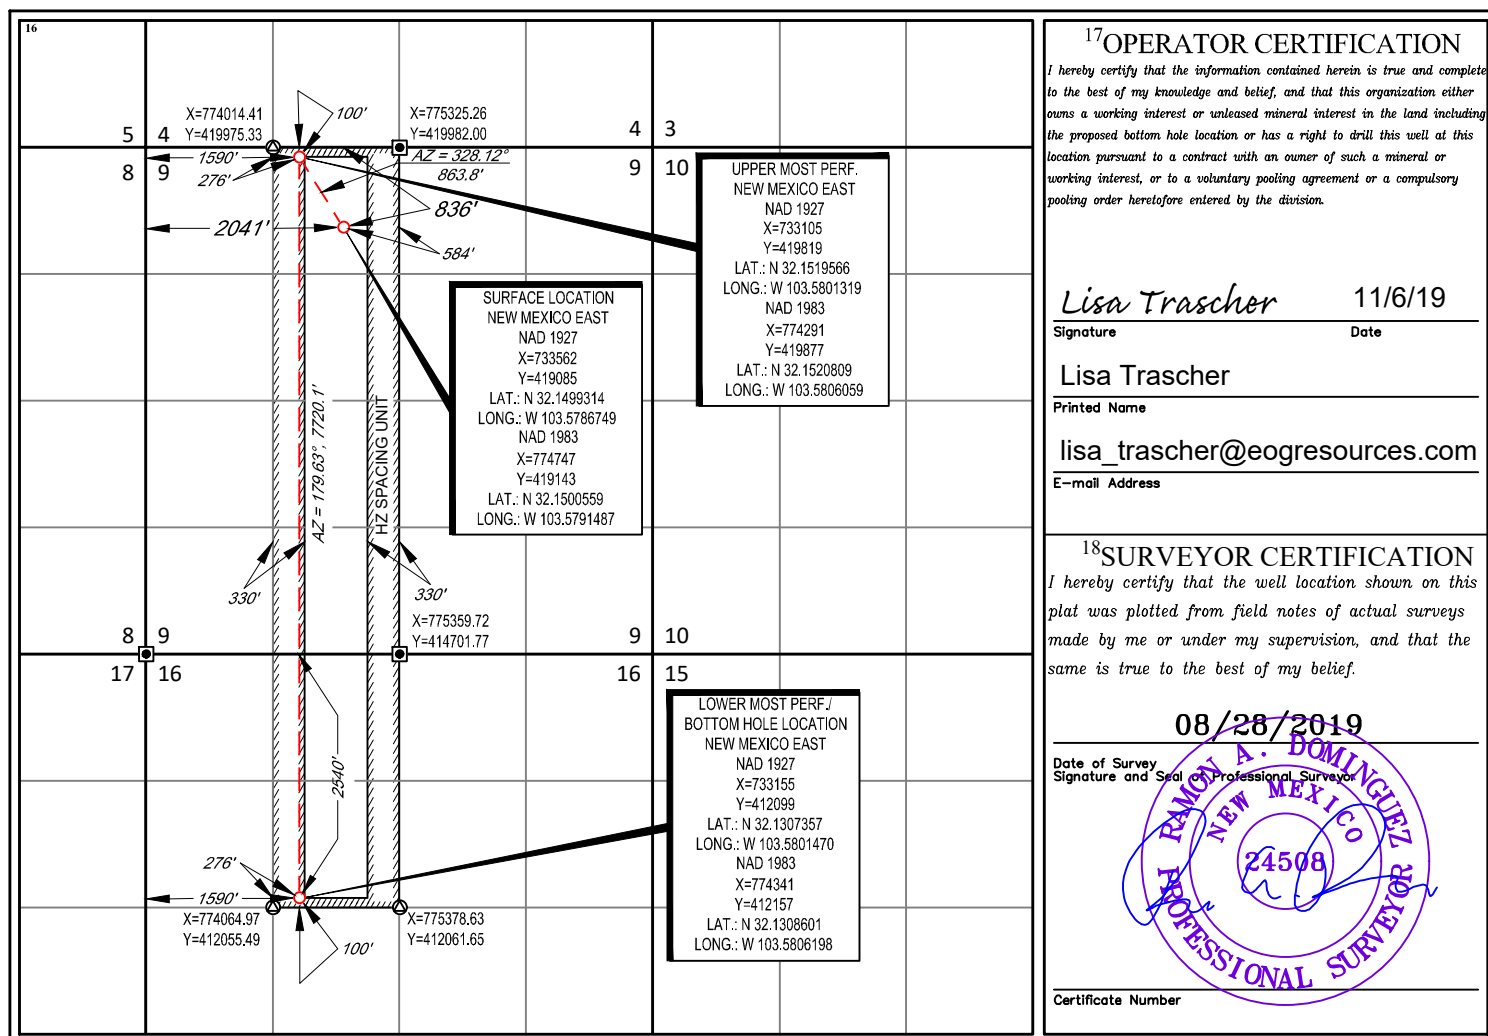 16
X=774014.41
Y=419975.33
100'
X=775325.26
Y=419982.00
5 4
4 3
8 9
9 10
1590'
276'
AZ = 328.12°
863.8'
836'
2041'
584'
UPPER MOST PERF.
NEW MEXICO EAST
NAD 1927
X=733105
Y=419819
LAT.: N 32.1519566
LONG.: W 103.5801319
NAD 1983
X=774291
Y=419877
LAT.: N 32.1520809
LONG.: W 103.5806059
SURFACE LOCATION
NEW MEXICO EAST
NAD 1927
X=733562
Y=419085
LAT.: N 32.1499314
LONG.: W 103.5786749
NAD 1983
X=774747
Y=419143
LAT.: N 32.1500559
LONG.: W 103.5791487
AZ = 179.63°, 7720.1'
HZ SPACING UNIT
330'
330'
X=775359.72
Y=414701.77
8 9
9 10
17 16
16 15
2540'
LOWER MOST PERF./
BOTTOM HOLE LOCATION
NEW MEXICO EAST
NAD 1927
X=733155
Y=412099
LAT.: N 32.1307357
LONG.: W 103.5801470
NAD 1983
X=774341
Y=412157
LAT.: N 32.1308601
LONG.: W 103.5806198
276'
1590'
X=774064.97
Y=412055.49
100'
X=775378.63
Y=412061.65
17OPERATOR CERTIFICATION
I hereby certify that the information contained herein is true and complete
to the best of my knowledge and belief, and that this organization either
owns a working interest or unleased mineral interest in the land including
the proposed bottom hole location or has a right to drill this well at this
location pursuant to a contract with an owner of such a mineral or
working interest, or to a voluntary pooling agreement or a compulsory
pooling order heretofore entered by the division.
Lisa Trascher 11/6/19
Signature Date
Lisa Trascher
Printed Name
lisa_trascher@eogresources.com
E-mail Address
18SURVEYOR CERTIFICATION
I hereby certify that the well location shown on this
plat was plotted from field notes of actual surveys
made by me or under my supervision, and that the
same is true to the best of my belief.
08/28/2019
Date of Survey
Signature and Seal of Professional Surveyor
RAMON A. DOMINGUEZ
NEW MEXICO
24508
PROFESSIONAL SURVEYOR
Certificate Number